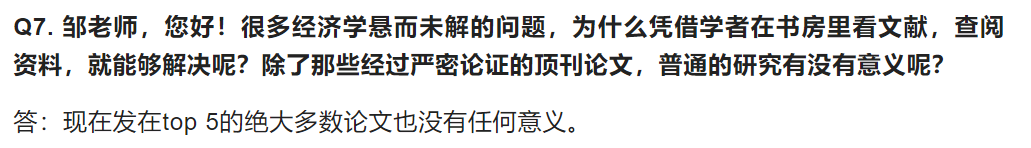 Q7. 邹老师，您好！很多经济学悬而未解的问题，为什么凭借学者在书房里看文献，查阅
资料，就能够解决呢？除了那些经过严密论证的顶刊论文，普通的研究有没有意义呢？
答：现在发在top 5的绝大多数论文也没有任何意义。